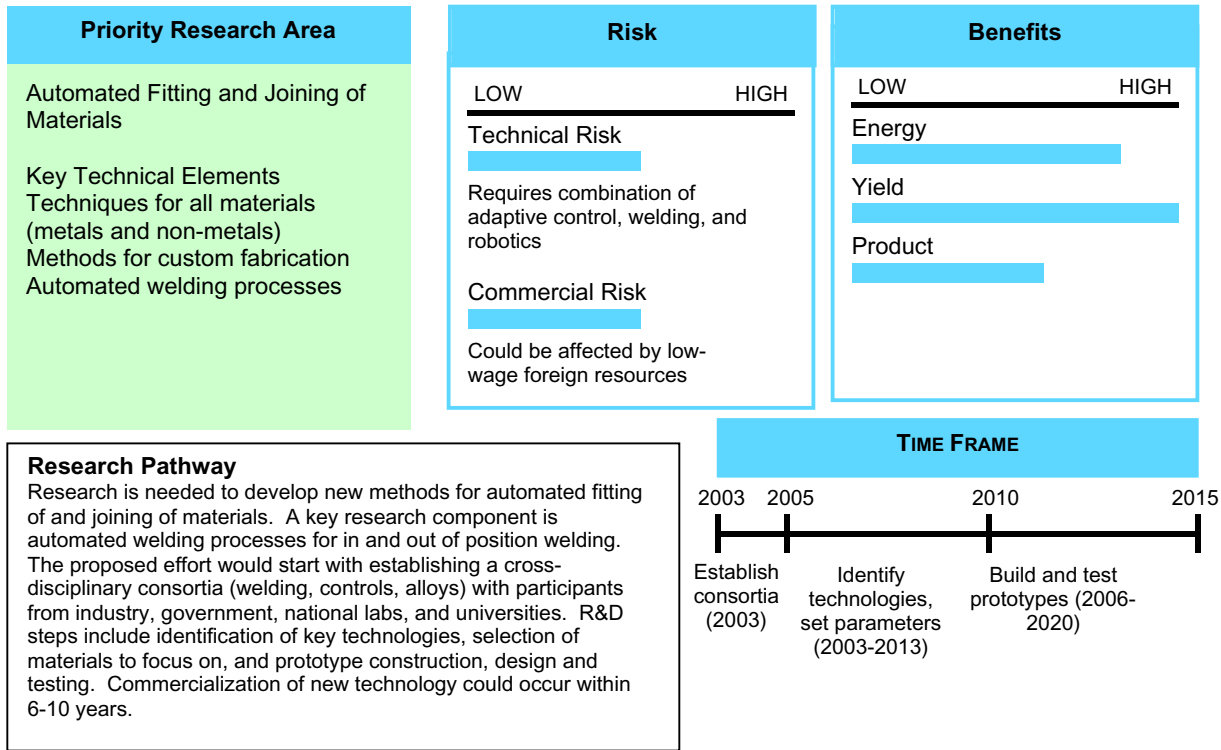 Priority Research Area
Automated Fitting and Joining of
Materials
Key Technical Elements
Techniques for all materials
(metals and non-metals)
Methods for custom fabrication
Automated welding processes
Risk
LOW HIGH
Technical Risk
Requires combination of
adaptive control, welding, and
robotics
Commercial Risk
Could be affected by low-
wage foreign resources
Benefits
LOW HIGH
Energy
Yield
Product
Research Pathway
Research is needed to develop new methods for automated fitting
of and joining of materials. A key research component is
automated welding processes for in and out of position welding.
The proposed effort would start with establishing a cross-
disciplinary consortia (welding, controls, alloys) with participants
from industry, government, national labs, and universities. R&D
steps include identification of key technologies, selection of
materials to focus on, and prototype construction, design and
testing. Commercialization of new technology could occur within
6-10 years.
TIME FRAME
2003 2005 2010 2015
Establish
consortia
(2003)
Identify
technologies,
set parameters
(2003-2013)
Build and test
prototypes (2006-
2020)